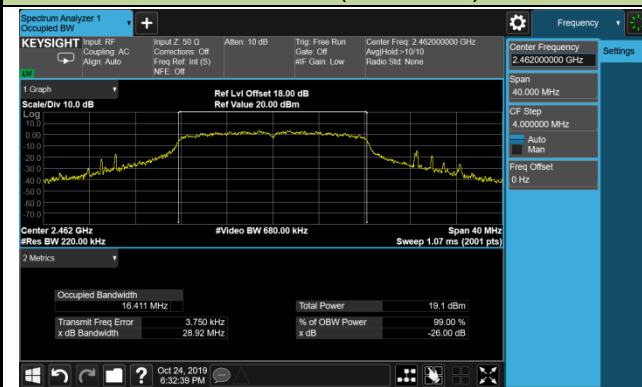 Spectrum Analyzer 1
Occupied BW
+
Frequency
KEYSIGHT
Input: RF
Coupling: AC
Align: Auto
Input Z: 50 Ω
Corrections: Off
Freq Ref: Int (S)
NFE: Off
Atten: 10 dB
Trig: Free Run
Gate: Off
#IF Gain: Low
Center Freq: 2.462000000 GHz
Avg|Hold:>10/10
Radio Std: None
1 Graph
Scale/Div 10.0 dB
Ref Lvl Offset 18.00 dB
Ref Value 20.00 dBm
Log
10.0
0.00
-10.0
-20.0
-30.0
-40.0
-50.0
-60.0
-70.0
Center 2.462 GHz
#Res BW 220.00 kHz
#Video BW 680.00 kHz
Span 40 MHz
Sweep 1.07 ms (2001 pts)
2 Metrics
Occupied Bandwidth
16.411 MHz
Total Power 19.1 dBm
Transmit Freq Error 3.750 kHz
% of OBW Power 99.00 %
x dB Bandwidth 28.92 MHz
x dB -26.00 dB
Oct 24, 2019
6:32:39 PM
Center Frequency
2.462000000 GHz
Settings
Span
40.000 MHz
CF Step
4.000000 MHz
Auto
Man
Freq Offset
0 Hz